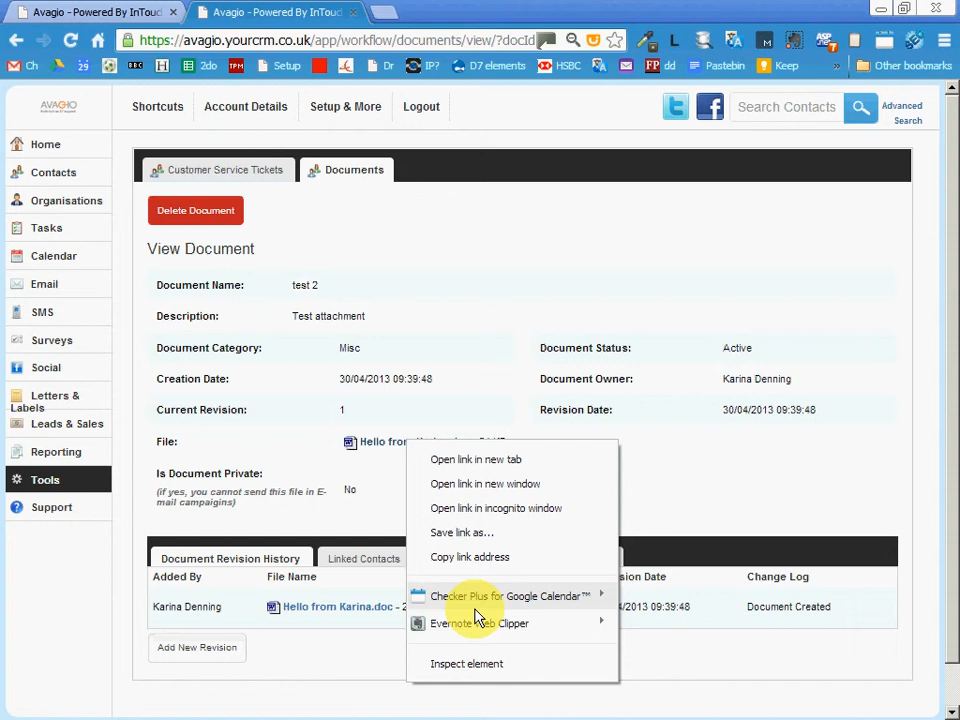 Avagio - Powered By InTouch ×
Avagio - Powered By InTouch ×
https://avagio.yourcrm.co.uk/app/workflow/documents/view/?docId
Ch 29 BBC H 2do TPM Setup Dr IP? D7 elements HSBC FP dd Pastebin Keep » Other bookmarks
AVAGIO
Shortcuts Account Details Setup & More Logout
Search Contacts
Advanced Search
Home
Contacts
Organisations
Tasks
Calendar
Email
SMS
Surveys
Social
Letters &
Labels
Leads & Sales
Reporting
Tools
Support
Customer Service Tickets Documents
Delete Document
View Document
Document Name: test 2
Description: Test attachment
Document Category: Misc Document Status: Active
Creation Date: 30/04/2013 09:39:48 Document Owner: Karina Denning
Current Revision: 1 Revision Date: 30/04/2013 09:39:48
File: Hello from
Is Document Private: No
(if yes, you cannot send this file in E-
mail campaigns)
Open link in new tab
Open link in new window
Open link in incognito window
Save link as...
Copy link address
Checker Plus for Google Calendar™
Evernote Web Clipper
Inspect element
Document Revision History Linked Contacts
Added By File Name Date Change Log
Karina Denning Hello from Karina.doc - 2 39:48 Document Created
Add New Revision